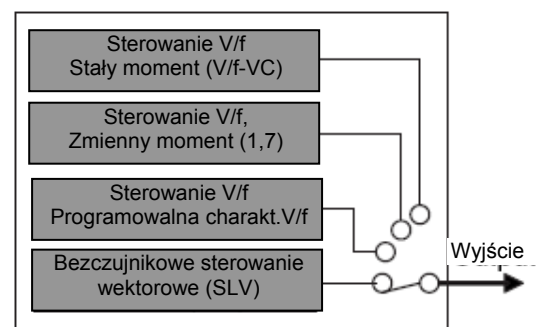 Sterowanie V/f
Stały moment (V/f-VC)
Sterowanie V/f,
Zmienny moment (1,7)
Sterowanie V/f
Programowalna charakt.V/f
Wyjście
Bezczujnikowe sterowanie
wektorowe (SLV)